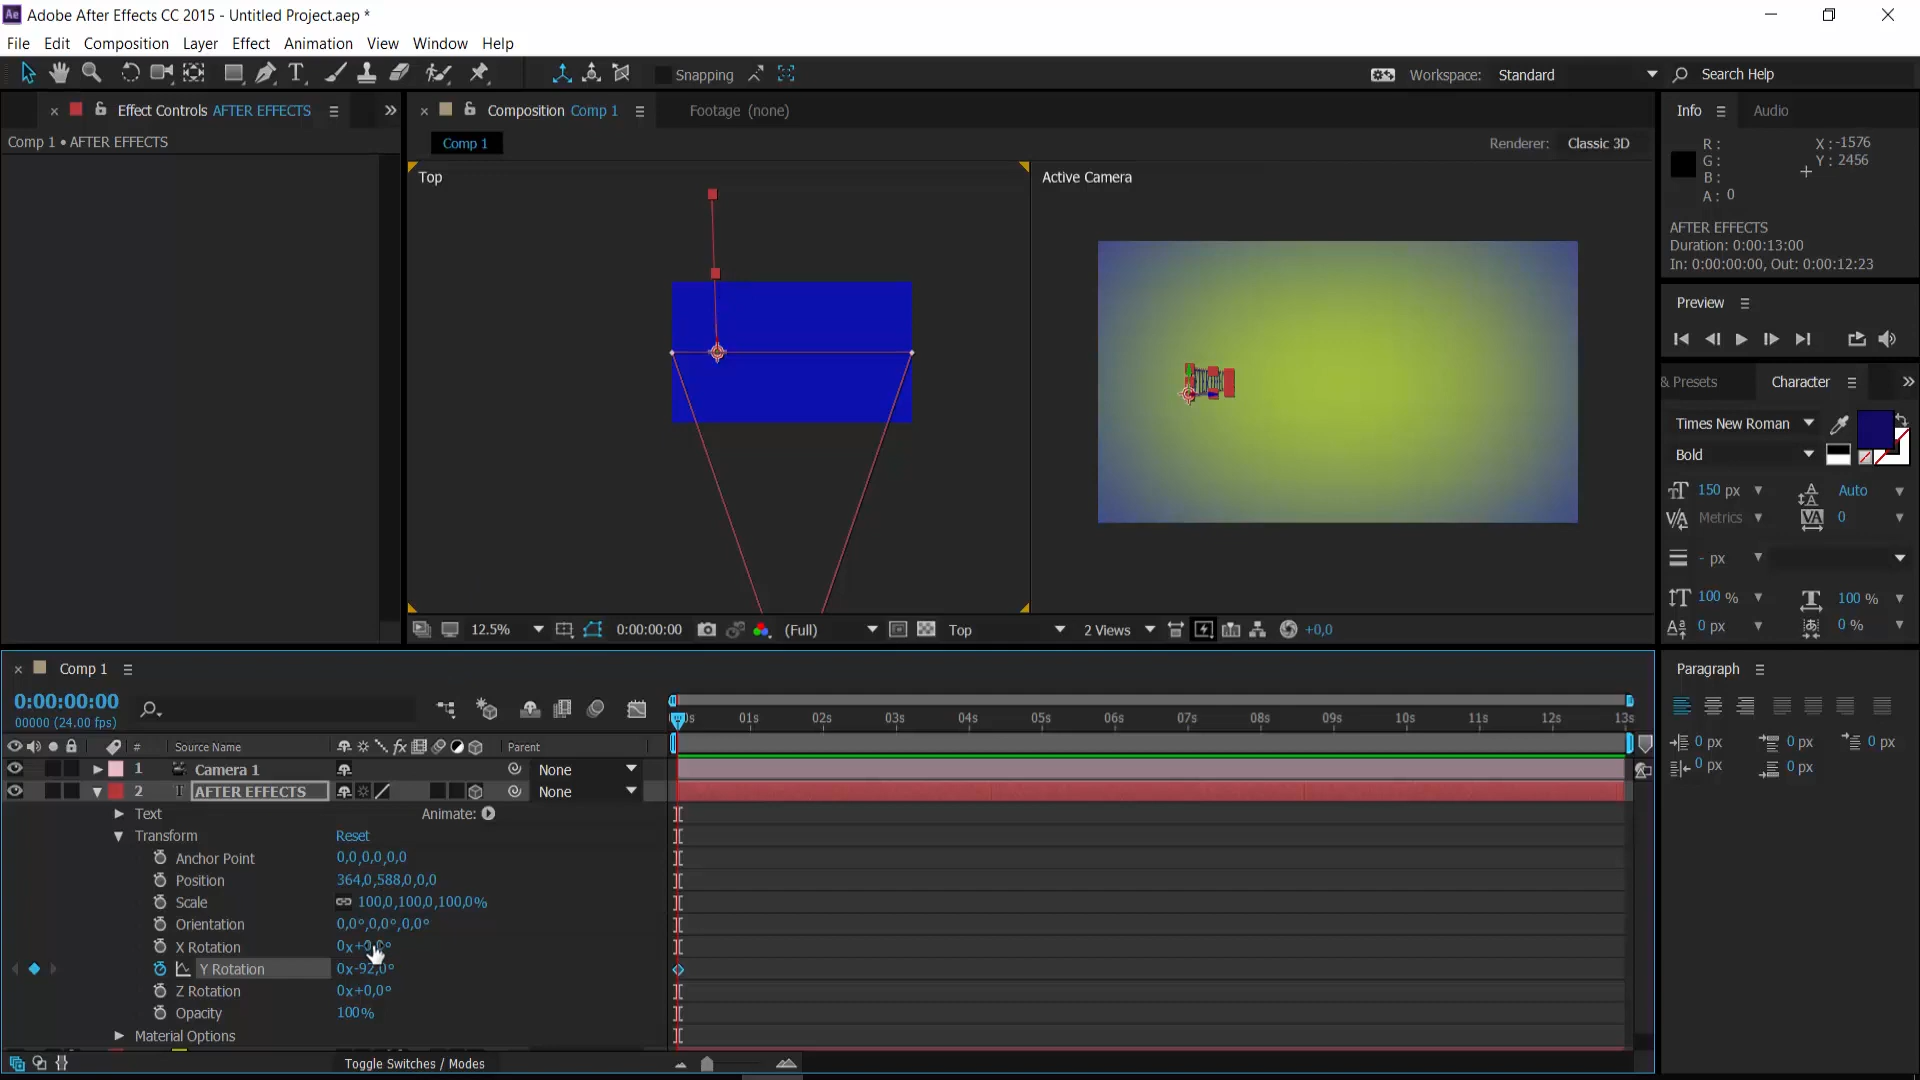 Adobe After Effects CC 2015 - Untitled Project.aep *
File Edit Composition Layer Effect Animation View Window Help
Snapping
Workspace: Standard
Search Help
Effect Controls AFTER EFFECTS
Composition Comp 1
Footage (none)
Info
Audio
Comp 1 • AFTER EFFECTS
Comp 1
Renderer: Classic 3D
R :
G :
B :
A : 0
X : -1576
Y : 2456
Top
Active Camera
AFTER EFFECTS
Duration: 0:00:13:00
In: 0:00:00:00, Out: 0:00:12:23
Preview
& Presets
Character
Times New Roman
Bold
150 px
Auto
Metrics
0
- px
100 %
100 %
0 px
0 %
12.5%
0:00:00:00
(Full)
Top
2 Views
+0,0
Comp 1
Paragraph
0:00:00:00
00000 (24.00 fps)
01s 02s 03s 04s 05s 06s 07s 08s 09s 10s 11s 12s 13s
0 px 0 px 0 px
0 px 0 px
# Source Name
Parent
1 Camera 1 None
2 AFTER EFFECTS None
Text
Animate:
Transform Reset
Anchor Point 0,0,0,0,0,0
Position 364,0,588,0,0,0
Scale 100,0,100,0,100,0%
Orientation 0,0°,0,0°,0,0°
X Rotation
Y Rotation 0x-92,0°
Z Rotation 0x+0,0°
Opacity 100%
Material Options
Toggle Switches / Modes